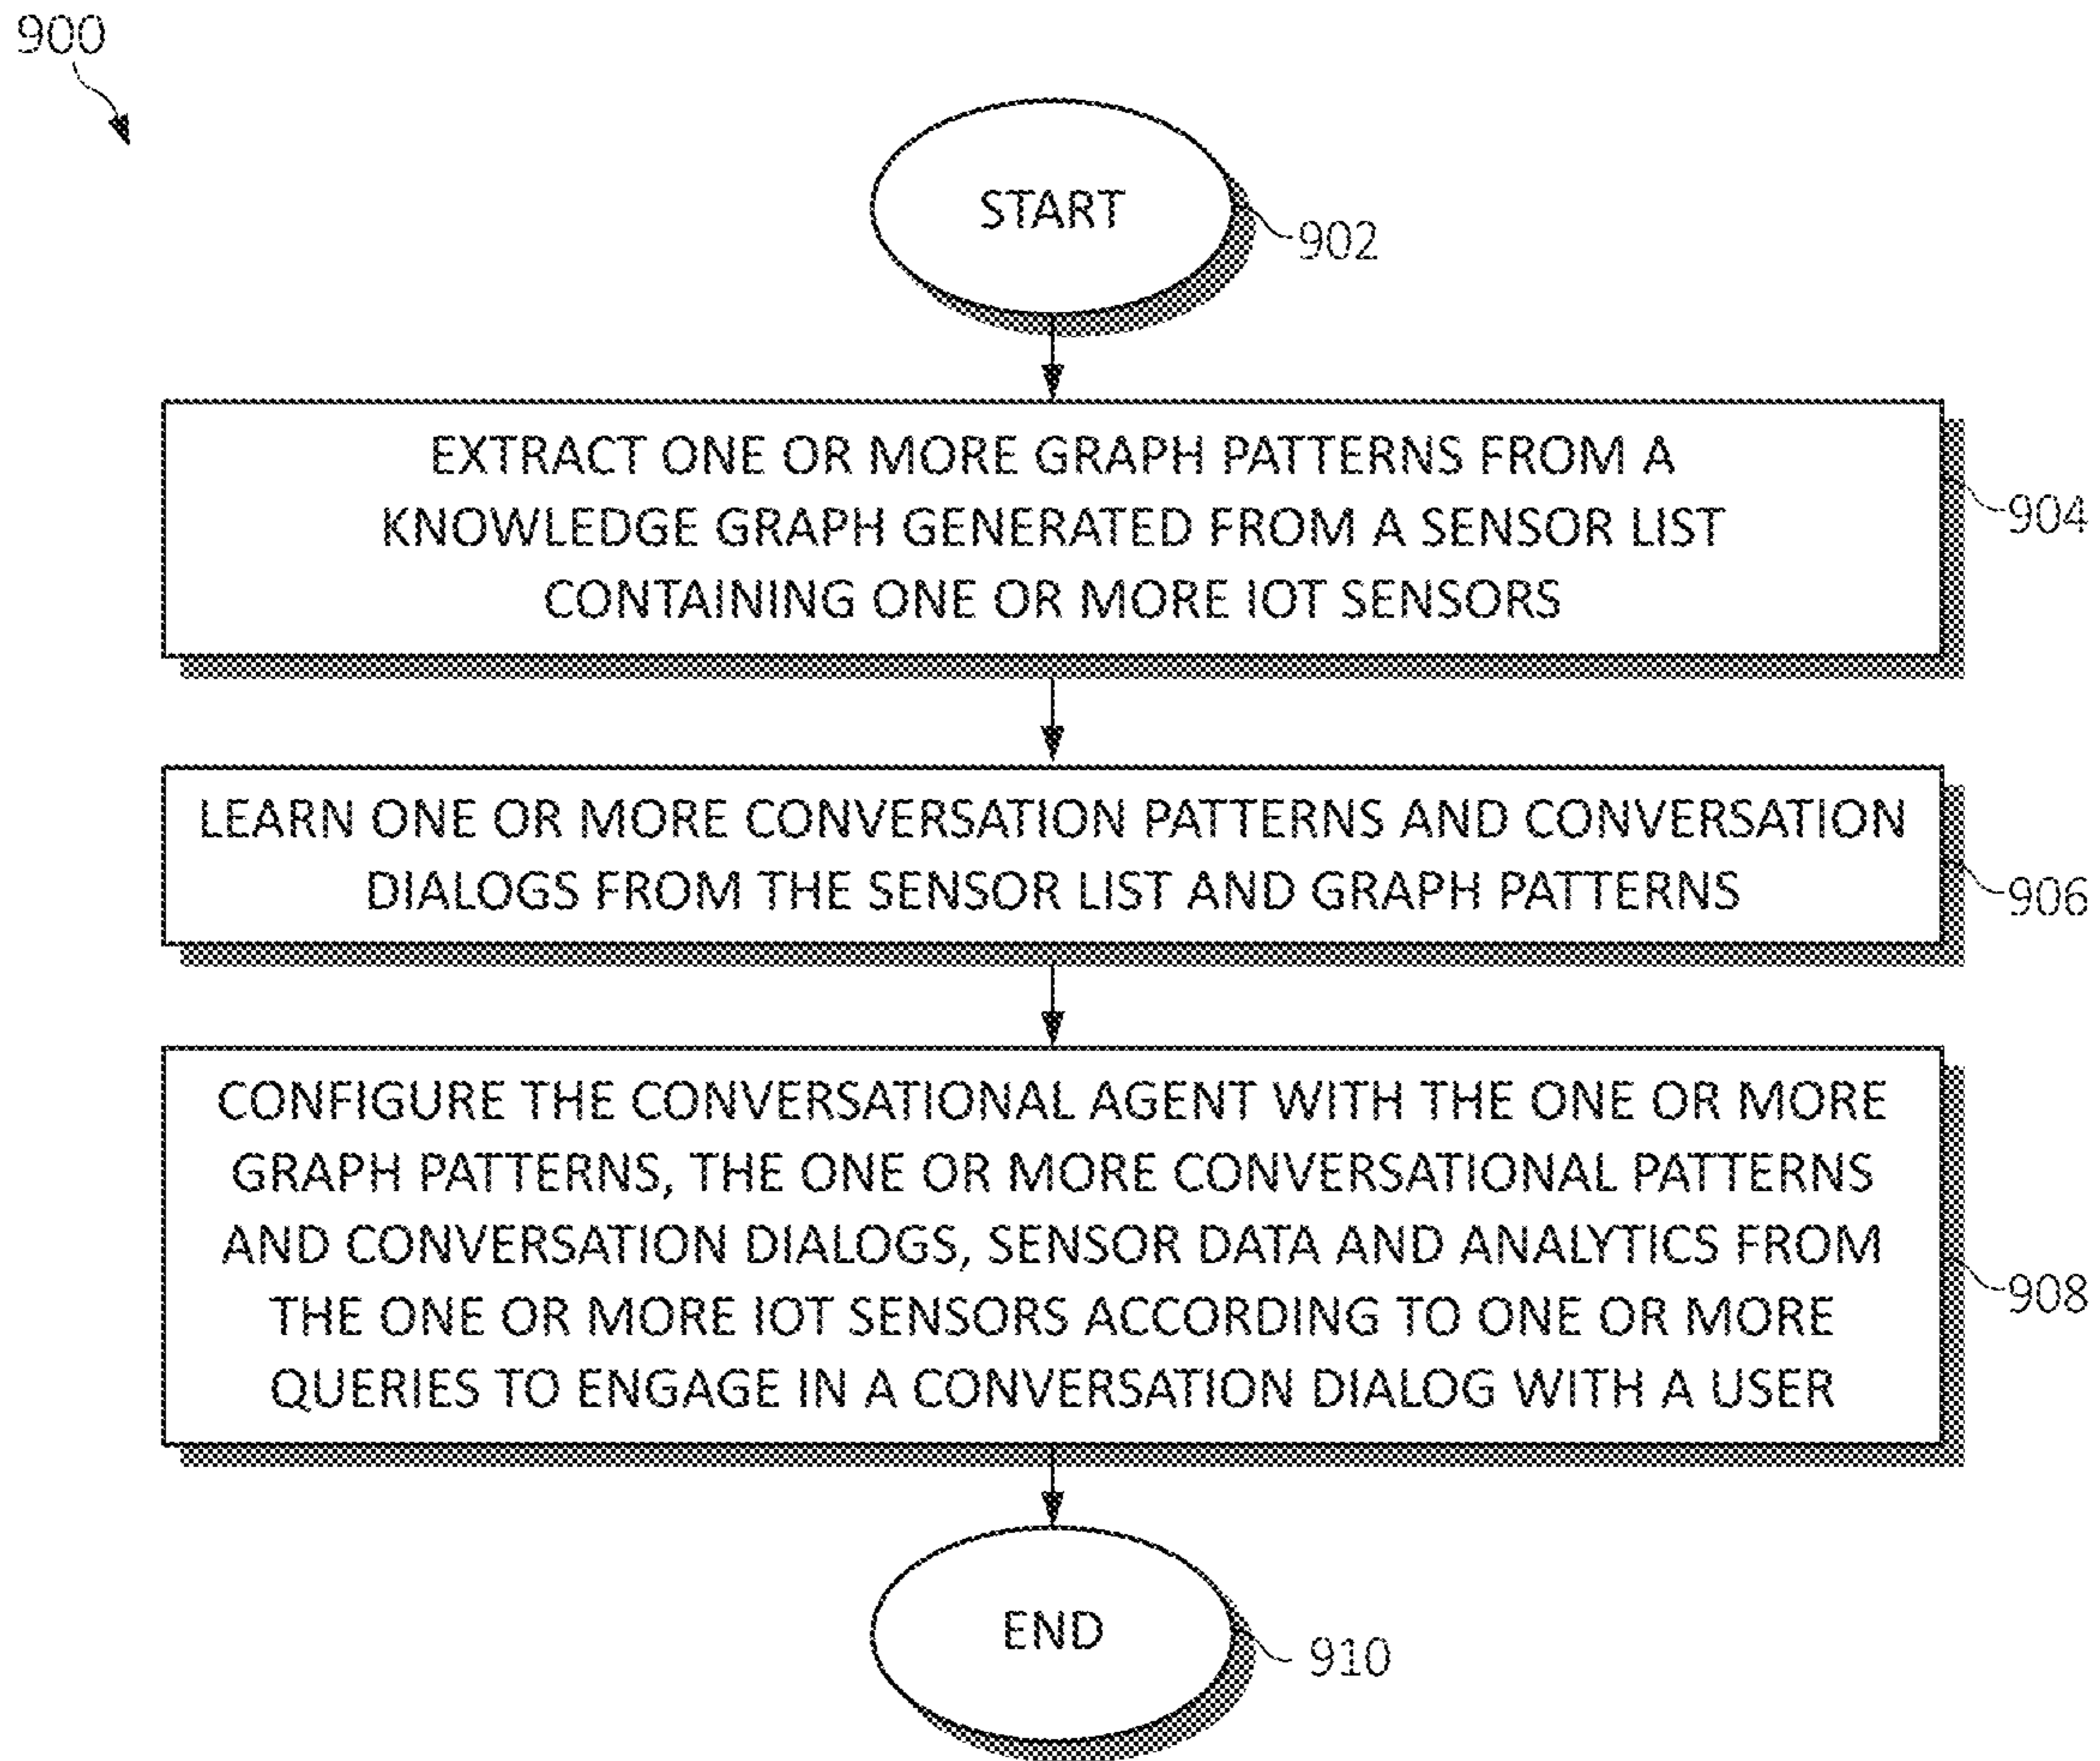 900
START
902
EXTRACT ONE OR MORE GRAPH PATTERNS FROM A
KNOWLEDGE GRAPH GENERATED FROM A SENSOR LIST
CONTAINING ONE OR MORE IOT SENSORS
904
LEARN ONE OR MORE CONVERSATION PATTERNS AND CONVERSATION
DIALOGS FROM THE SENSOR LIST AND GRAPH PATTERNS
906
CONFIGURE THE CONVERSATIONAL AGENT WITH THE ONE OR MORE
GRAPH PATTERNS, THE ONE OR MORE CONVERSATIONAL PATTERNS
AND CONVERSATION DIALOGS, SENSOR DATA AND ANALYTICS FROM
THE ONE OR MORE IOT SENSORS ACCORDING TO ONE OR MORE
QUERIES TO ENGAGE IN A CONVERSATION DIALOG WITH A USER
908
END
910